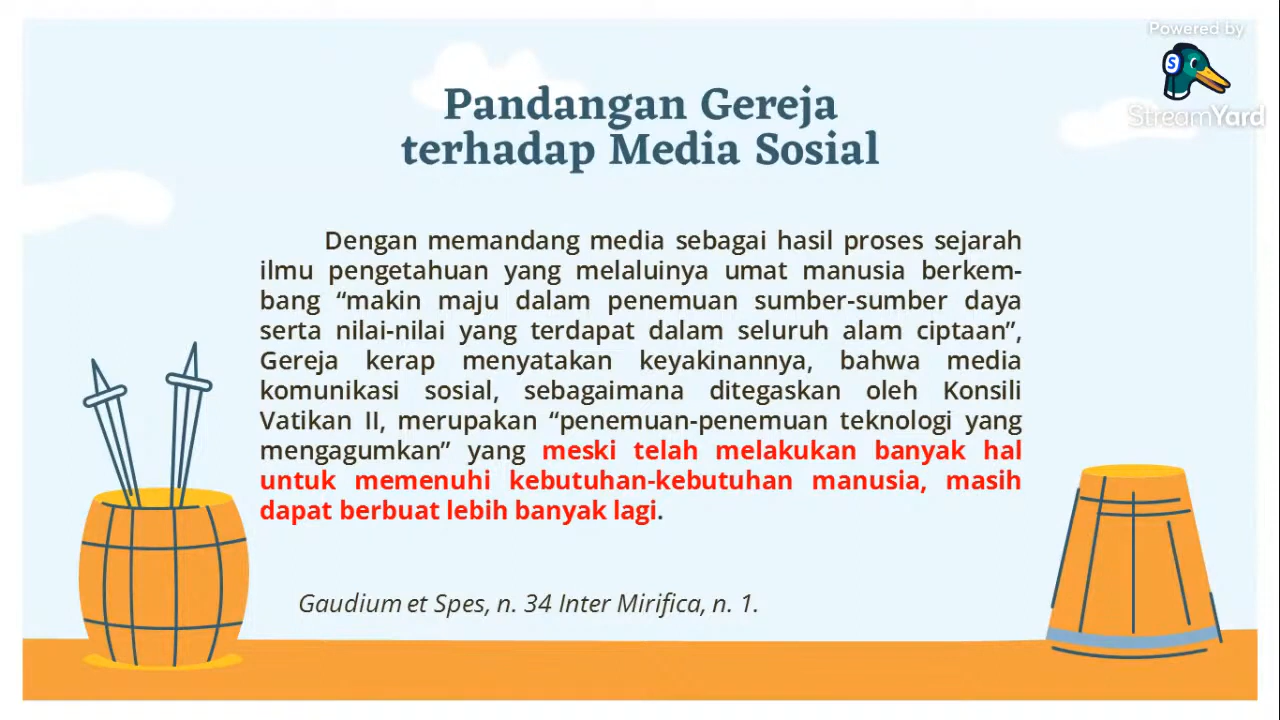 Powered by
S
StreamYard
Pandangan Gereja
terhadap Media Sosial
Dengan memandang media sebagai hasil proses sejarah
ilmu pengetahuan yang melaluinya umat manusia berkem-
bang “makin maju dalam penemuan sumber-sumber daya
serta nilai-nilai yang terdapat dalam seluruh alam ciptaan”,
Gereja kerap menyatakan keyakinannya, bahwa media
komunikasi sosial, sebagaimana ditegaskan oleh Konsili
Vatikan II, merupakan “penemuan-penemuan teknologi yang
mengagumkan” yang meski telah melakukan banyak hal
untuk memenuhi kebutuhan-kebutuhan manusia, masih
dapat berbuat lebih banyak lagi.
Gaudium et Spes, n. 34 Inter Mirifica, n. 1.